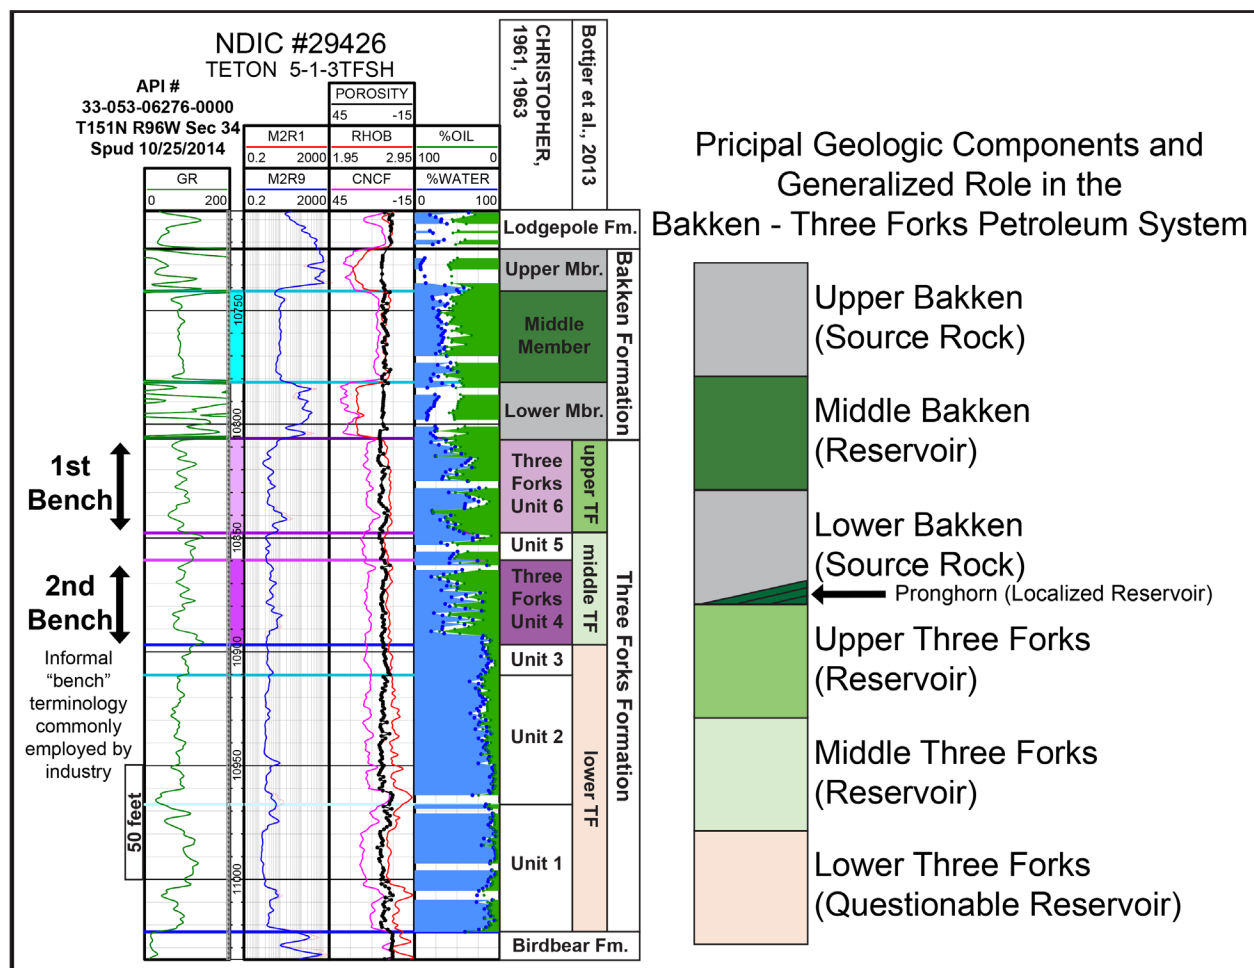 NDIC #29426
TETON 5-1-3TFSH
API #
33-053-06276-0000
T151N R96W Sec 34
Spud 10/25/2014
POROSITY
45 -15
M2R1
0.2 2000
RHOB
1.95 2.95
%OIL
100 0
GR
0 200
M2R9
0.2 2000
CNCF
45 -15
%WATER
0 100
CHRISTOPHER,
1961, 1963
Bottjer et al., 2013
Lodgepole Fm.
Upper Mbr.
Middle
Member
Lower Mbr.
Bakken Formation
Three
Forks
Unit 6
upper TF
Unit 5
Three
Forks
Unit 4
middle TF
Unit 3
Unit 2
Unit 1
lower TF
Three Forks Formation
Birdbear Fm.
10750
10800
10850
10900
10950
11000
1st
Bench
2nd
Bench
Informal
“bench”
terminology
commonly
employed by
industry
50 feet
Pricipal Geologic Components and
Generalized Role in the
Bakken - Three Forks Petroleum System
Upper Bakken
(Source Rock)
Middle Bakken
(Reservoir)
Lower Bakken
(Source Rock)
Pronghorn (Localized Reservoir)
Upper Three Forks
(Reservoir)
Middle Three Forks
(Reservoir)
Lower Three Forks
(Questionable Reservoir)